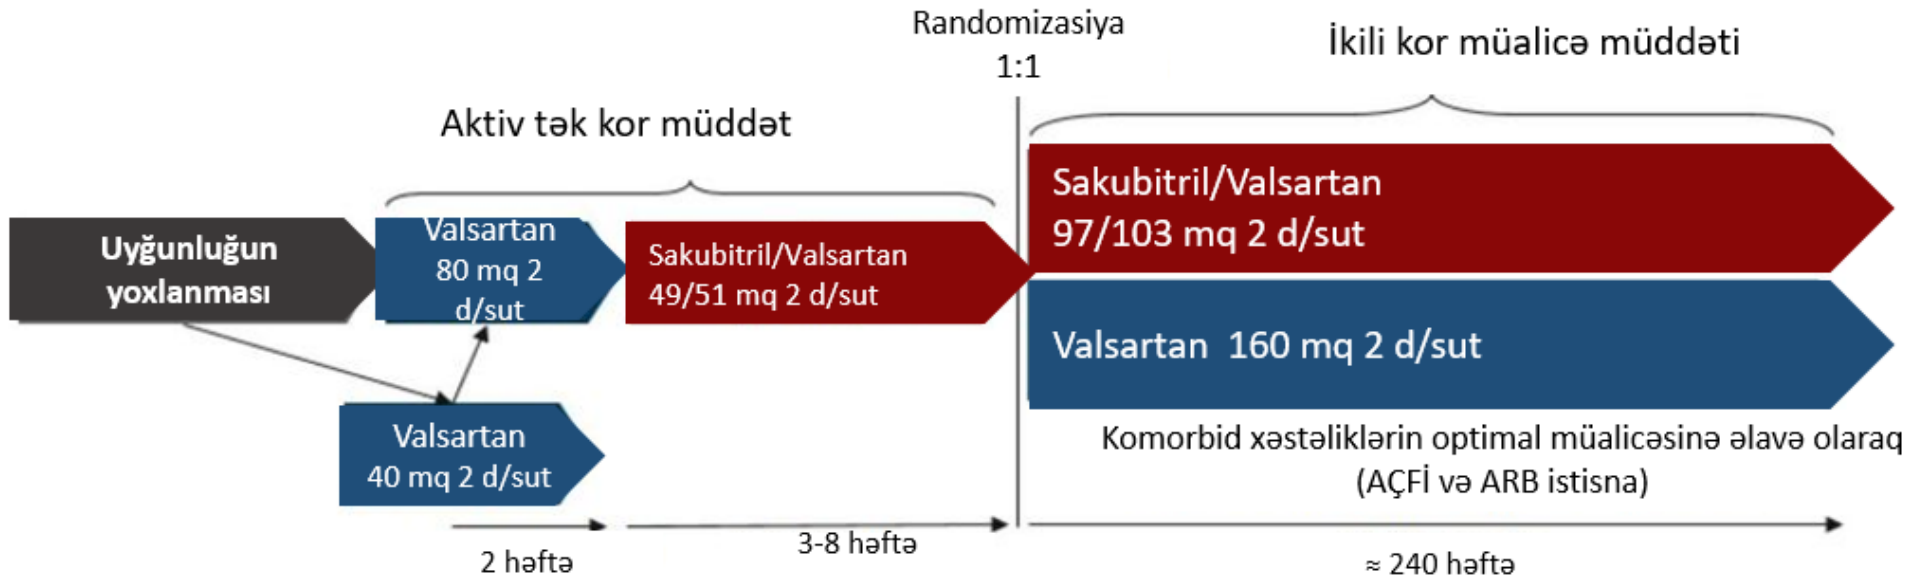 Randomizasiya
1:1
İkili kor müalicə müddəti
Aktiv tək kor müddət
Uyğunluğun
yoxlanması
Valsartan
80 mq 2
d/sut
Sakubitril/Valsartan
49/51 mq 2 d/sut
Sakubitril/Valsartan
97/103 mq 2 d/sut
Valsartan 160 mq 2 d/sut
Valsartan
40 mq 2 d/sut
Komorbid xəstəliklərin optimal müalicəsinə əlavə olaraq
(AÇFİ və ARB istisna)
2 həftə
3-8 həftə
≈ 240 həftə